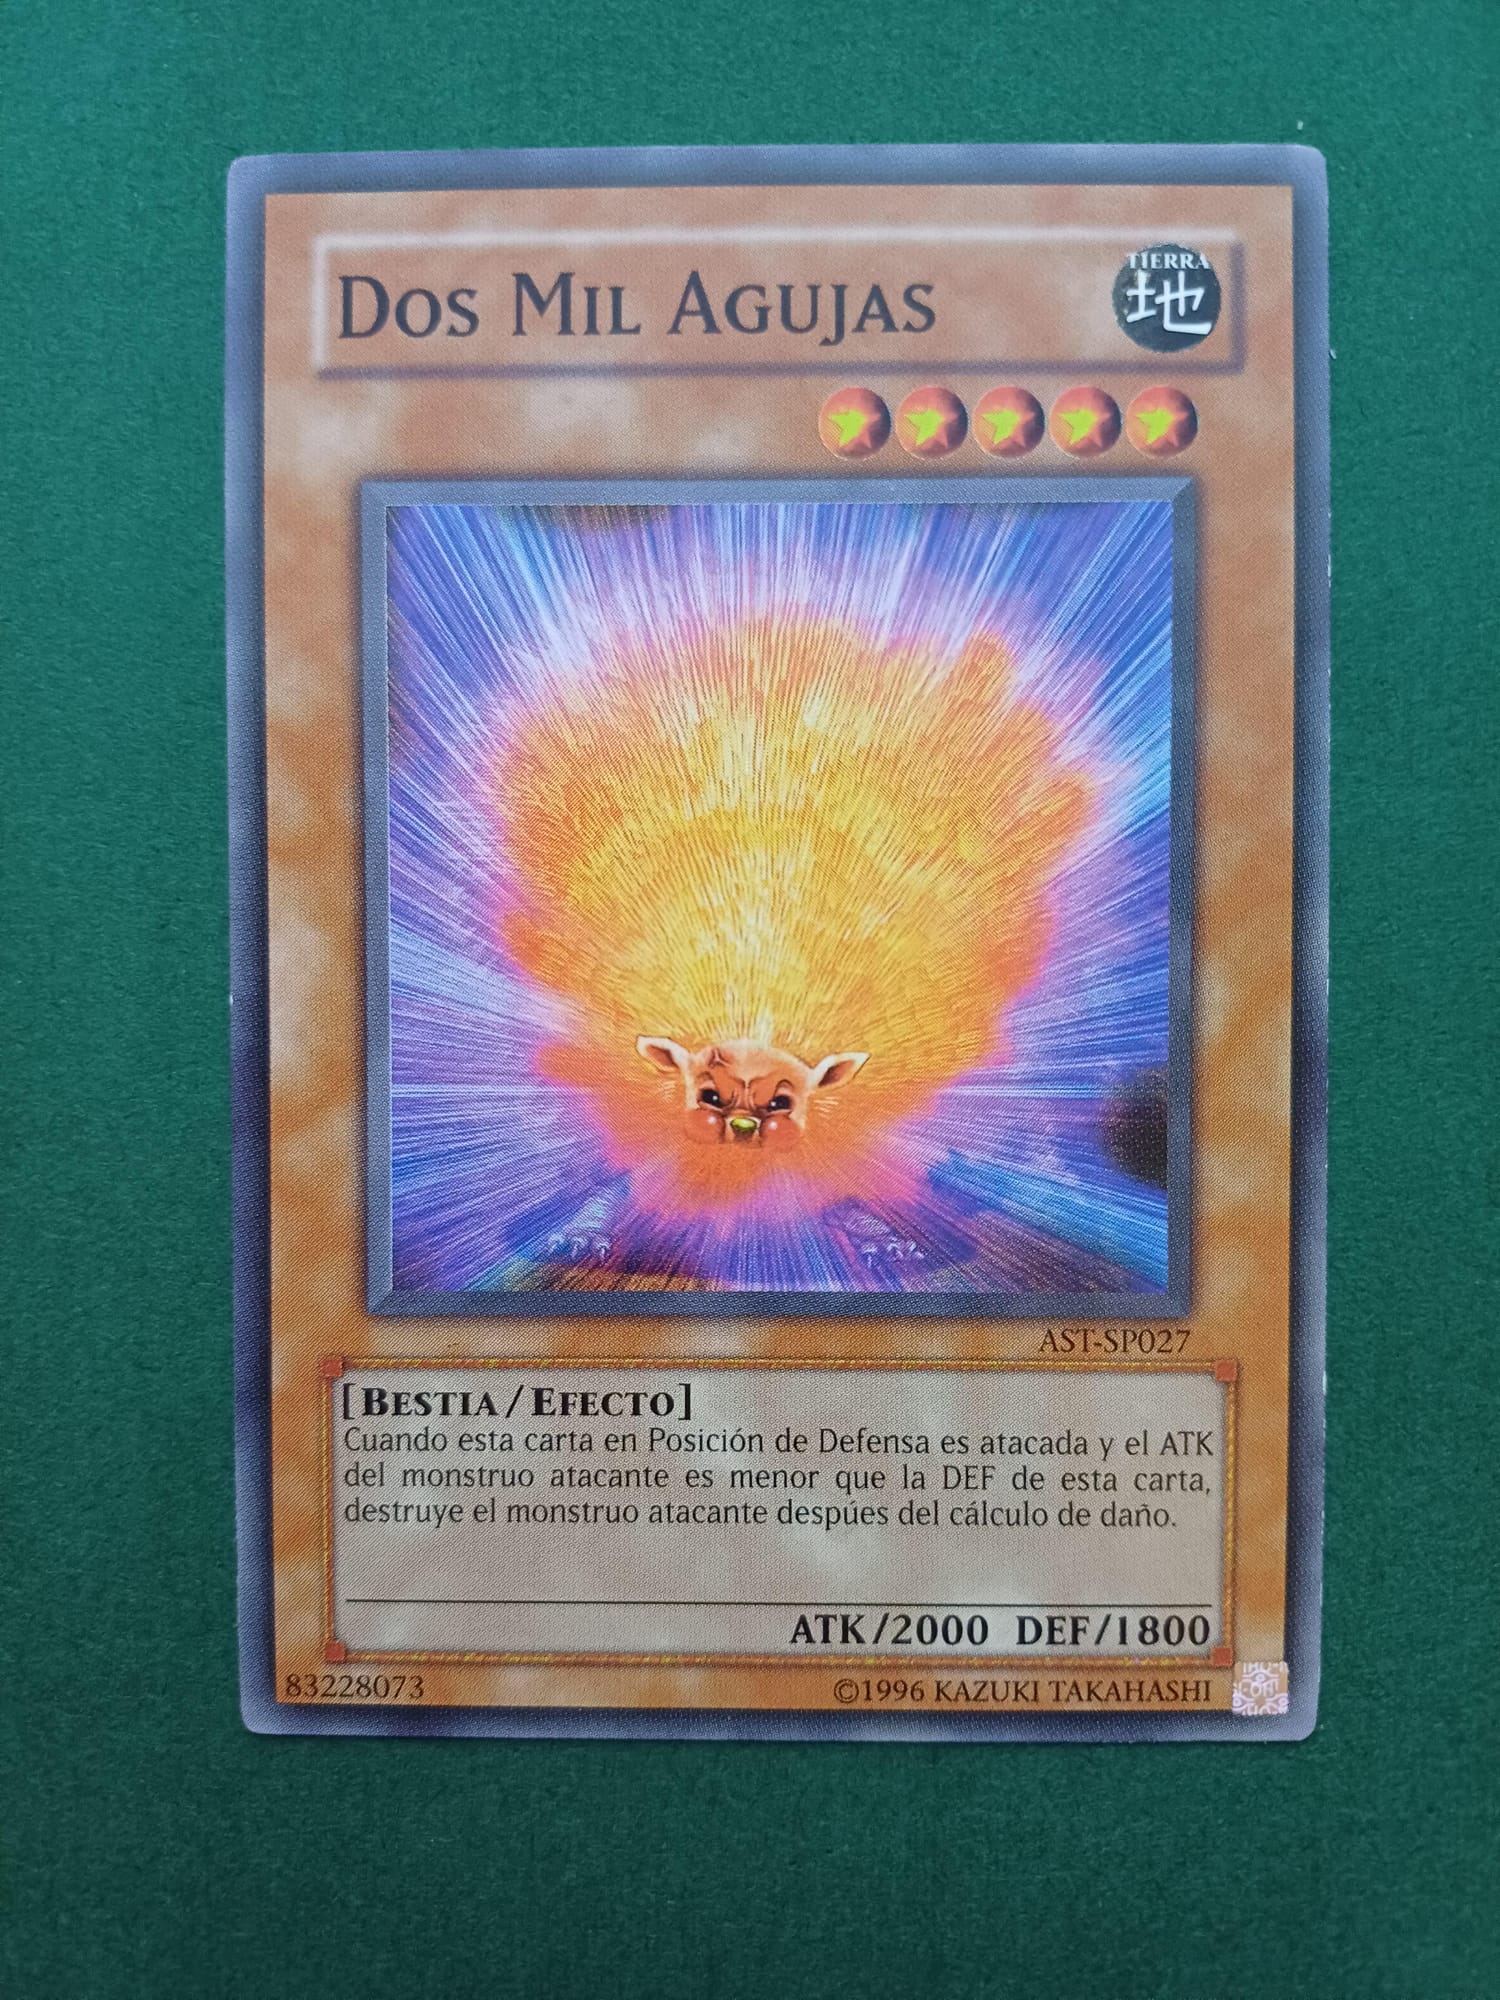 DOS MIL AGUJAS
TIERRA
地
AST-SP027
[BESTIA/EFECTO]
Cuando esta carta en Posición de Defensa es atacada y el ATK
del monstruo atacante es menor que la DEF de esta carta,
destruye el monstruo atacante despúes del cálculo de daño.
ATK/2000 DEF/1800
83228073
©1996 KAZUKI TAKAHASHI